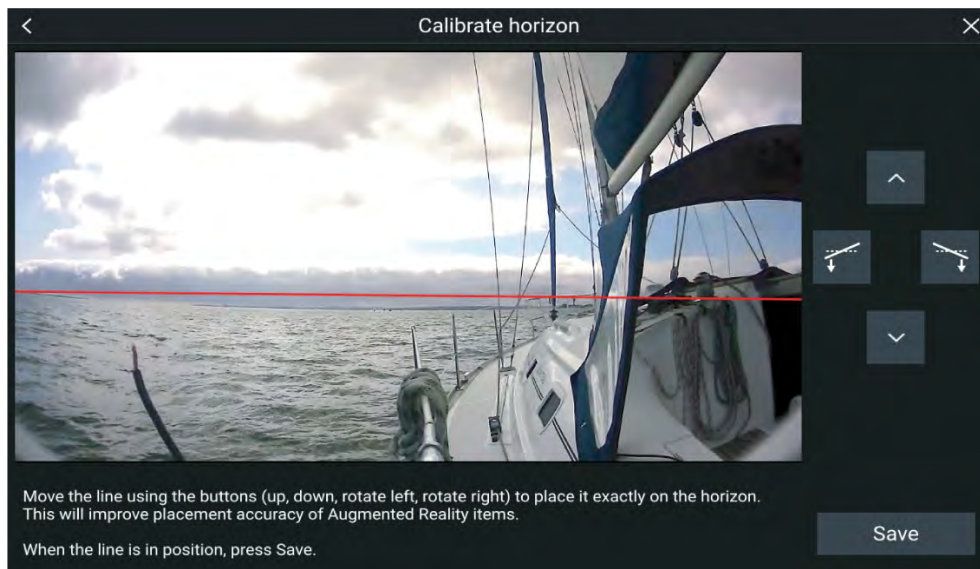 Calibrate horizon
Move the line using the buttons (up, down, rotate left, rotate right) to place it exactly on the horizon.
This will improve placement accuracy of Augmented Reality items.
When the line is in position, press Save.
Save